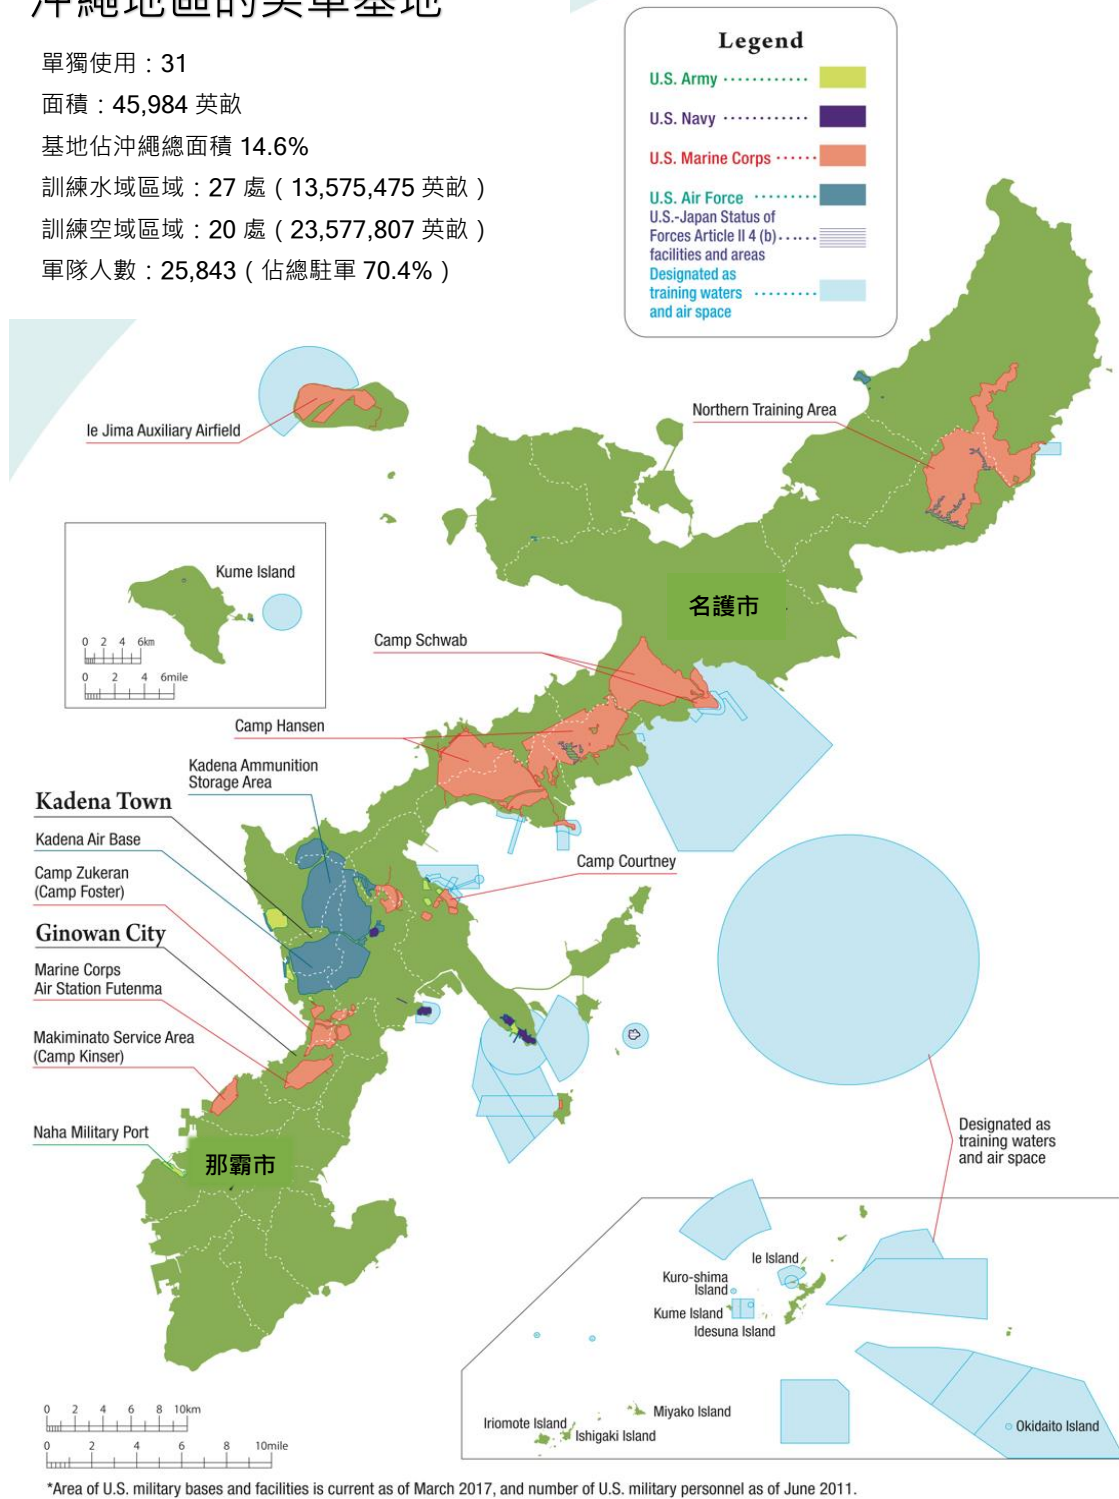 沖繩地區的美軍基地
單獨使用：31
面積：45,984 英畝
基地佔沖繩總面積 14.6%
訓練水域區域：27 處（13,575,475 英畝）
訓練空域區域：20 處（23,577,807 英畝）
軍隊人數：25,843（佔總駐軍 70.4%）
Legend
U.S. Army
U.S. Navy
U.S. Marine Corps
U.S. Air Force
U.S.-Japan Status of
Forces Article II 4 (b)
facilities and areas
Designated as
training waters
and air space
Ie Jima Auxiliary Airfield
Northern Training Area
Kume Island
0 2 4 6km
0 2 4 6mile
名護市
Camp Schwab
Camp Hansen
Kadena Ammunition
Storage Area
Kadena Town
Kadena Air Base
Camp Zukeran
(Camp Foster)
Ginowan City
Marine Corps
Air Station Futenma
Makiminato Service Area
(Camp Kinser)
Naha Military Port
那霸市
Camp Courtney
Designated as
training waters
and air space
Ie Island
Kuro-shima
Island
Kume Island
Idesuna Island
Miyako Island
Iriomote Island
Ishigaki Island
Okidaito Island
0 2 4 6 8 10km
0 2 4 6 8 10mile
*Area of U.S. military bases and facilities is current as of March 2017, and number of U.S. military personnel as of June 2011.